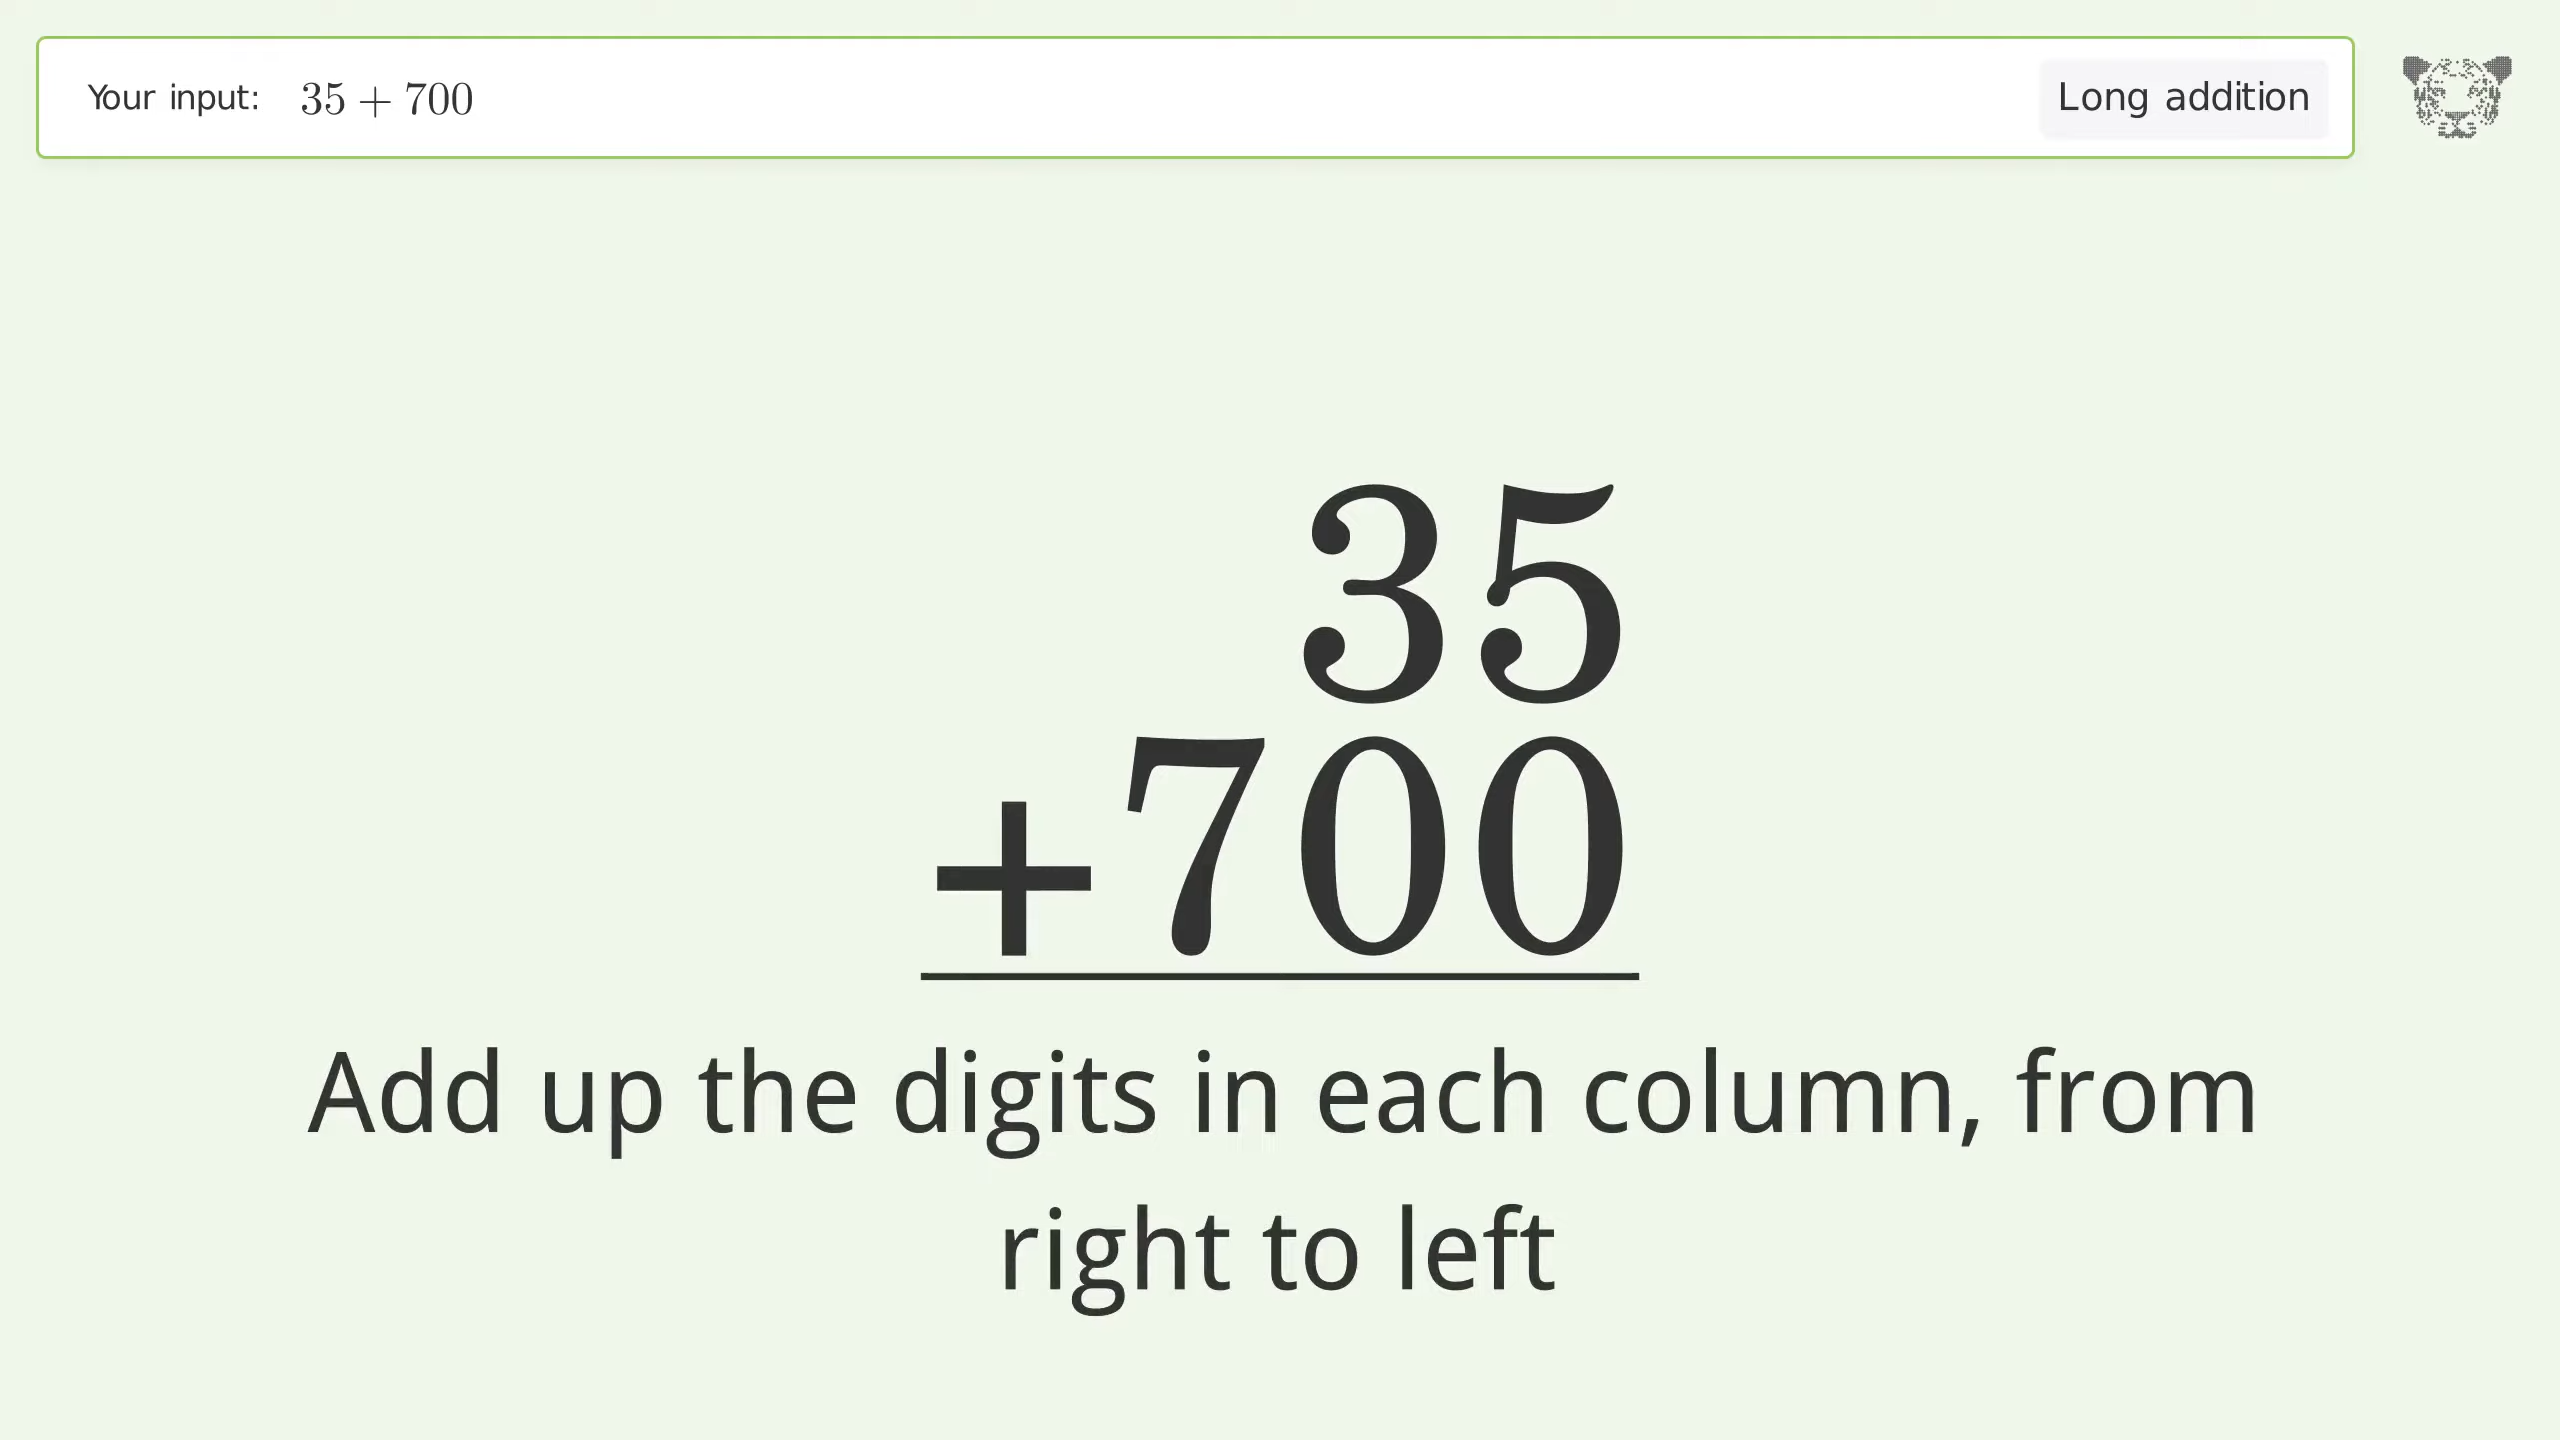 Your input: 35 + 700
Long addition
35
+700
Add up the digits in each column, from
right to left